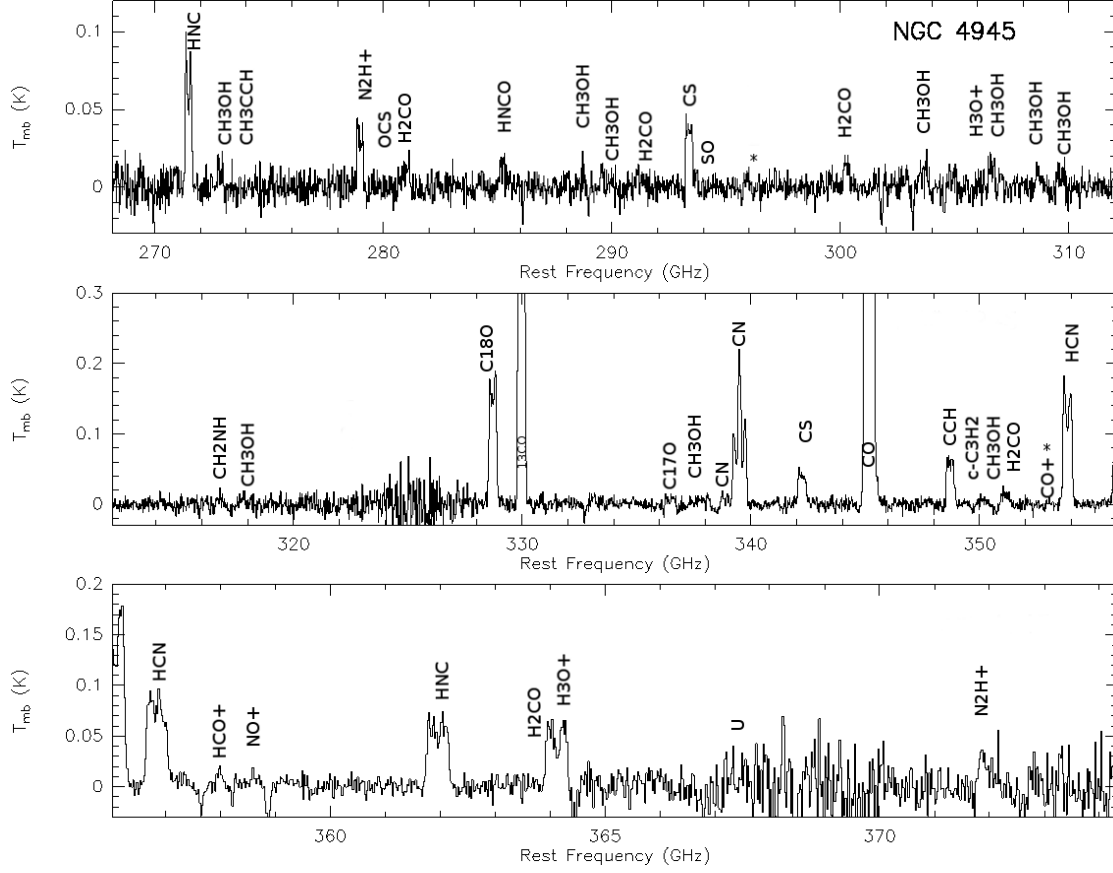 NGC 4945
T_mb (K)
0.1
0.05
0
HNC
CH3OH
CH3CCH
N2H+
OCS
H2CO
HNCO
CH3OH
CH3OH
H2CO
CS
SO
*
H2CO
CH3OH
H3O+
CH3OH
CH3OH
CH3OH
270 280 290 300 310
Rest Frequency (GHz)
T_mb (K)
0.3
0.2
0.1
0
CH2NH
CH3OH
C18O
13CO
C17O
CH3OH
CN
CN
CS
CO
CCH
c-C3H2
CH3OH
H2CO
CO+ *
HCN
320 330 340 350
Rest Frequency (GHz)
T_mb (K)
0.2
0.15
0.1
0.05
0
HCN
HCO+
NO+
HNC
H2CO
H3O+
U
N2H+
360 365 370
Rest Frequency (GHz)